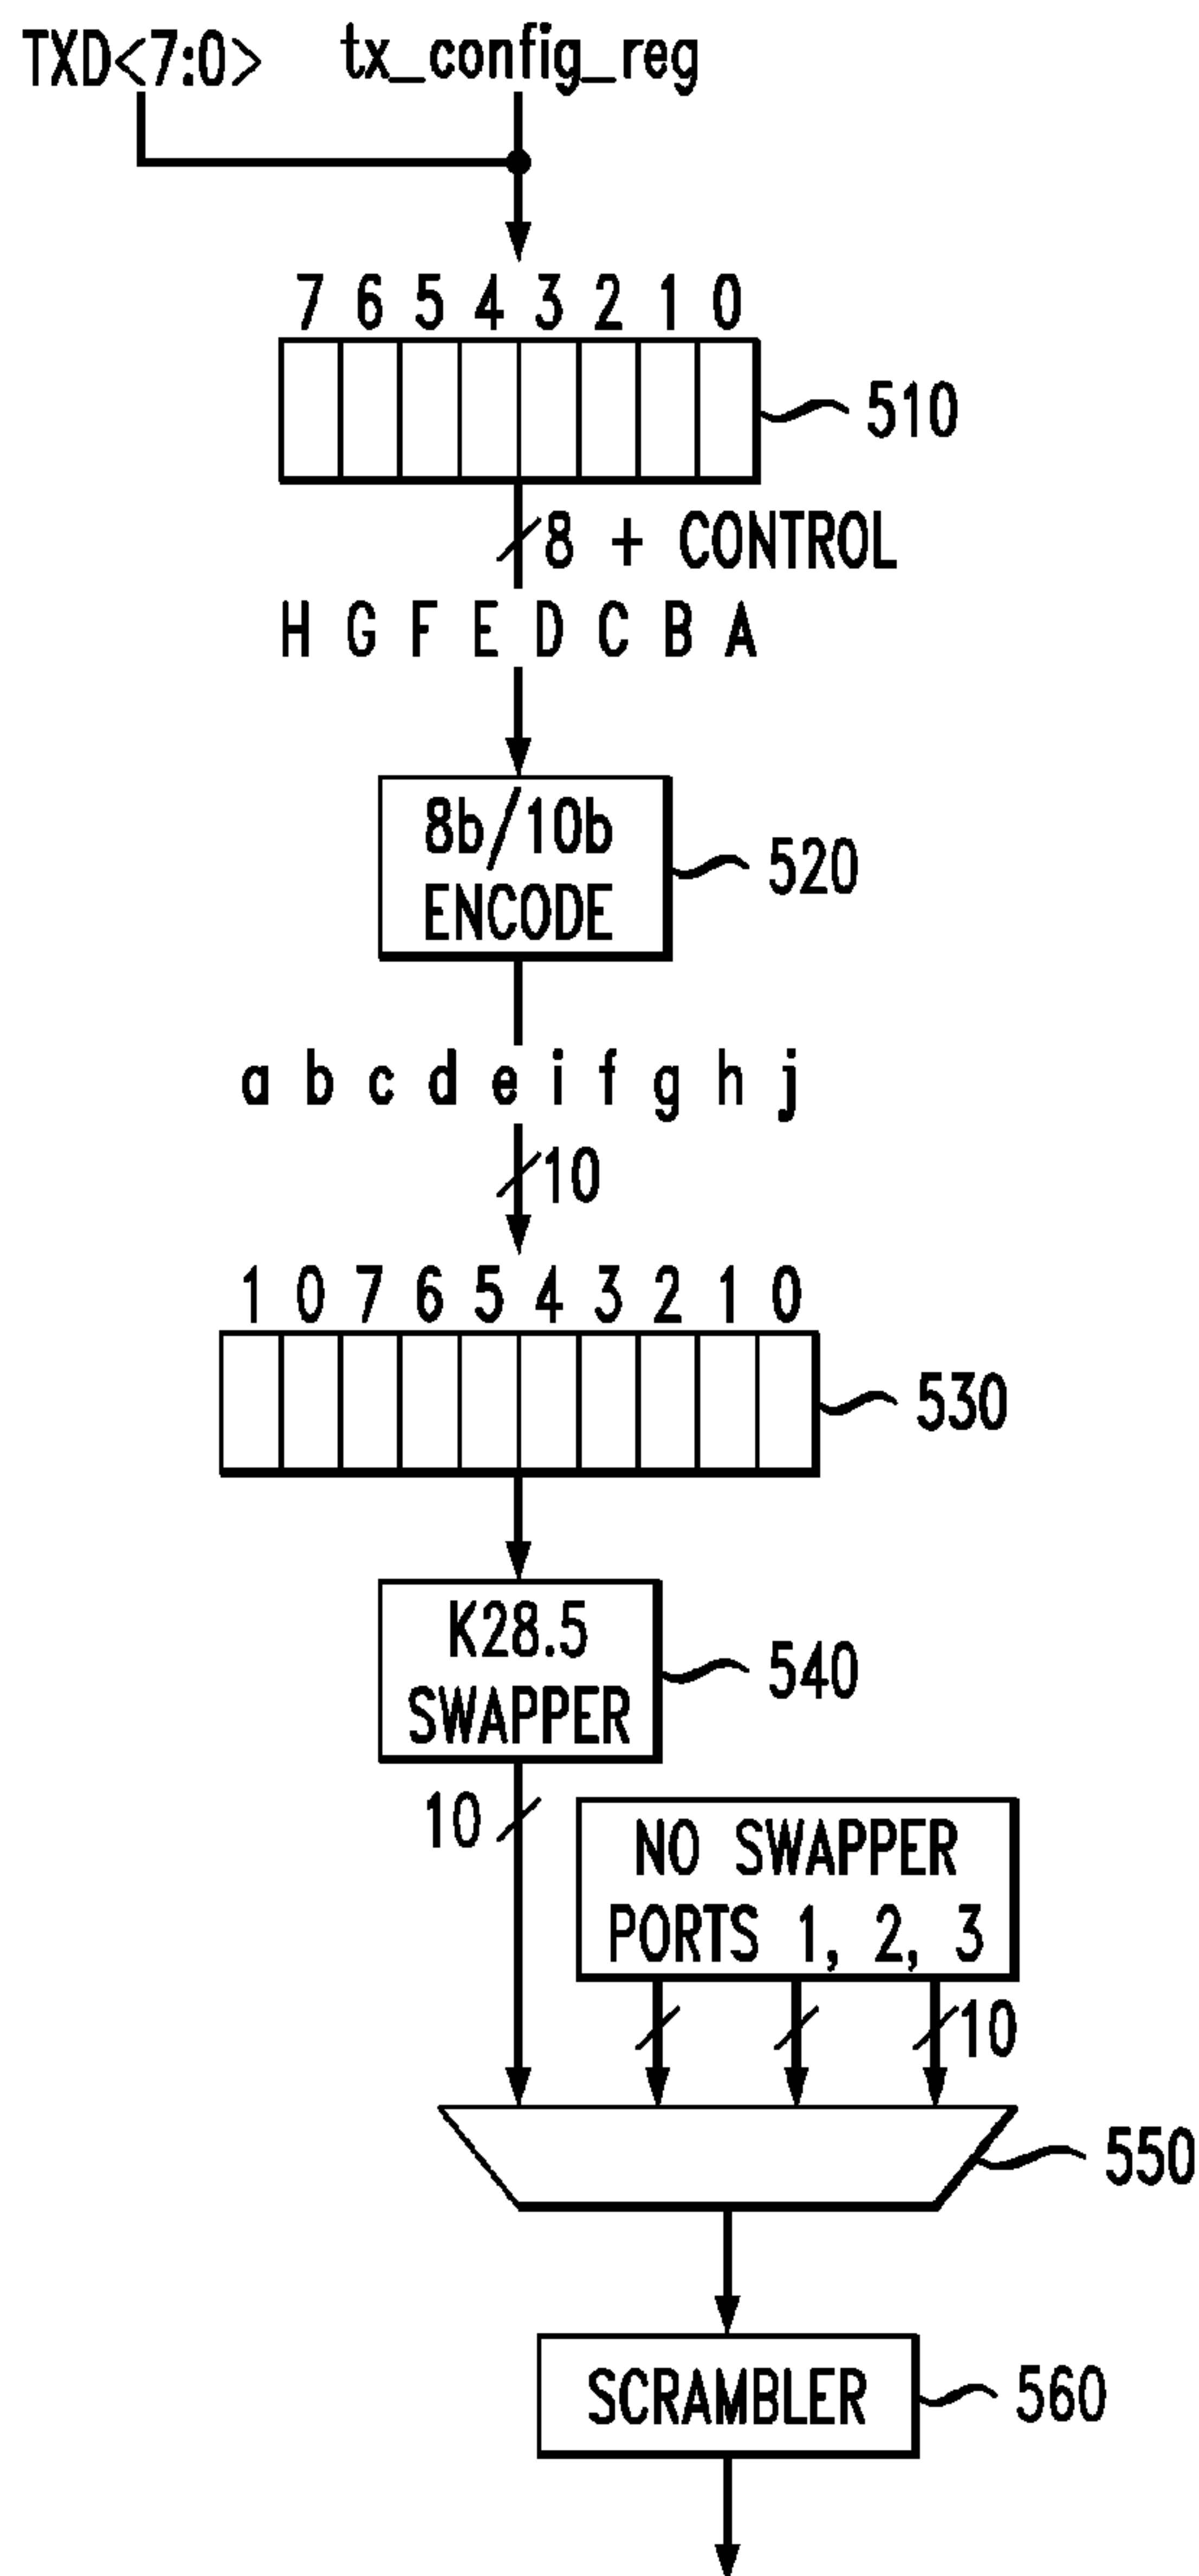 TXD<7:0> tx_config_reg
7 6 5 4 3 2 1 0
510
8 + CONTROL
H G F E D C B A
8b/10b
ENCODE
520
a b c d e i f g h j
10
1 0 7 6 5 4 3 2 1 0
530
K28.5
SWAPPER
540
10
NO SWAPPER
PORTS 1, 2, 3
10
550
SCRAMBLER
560